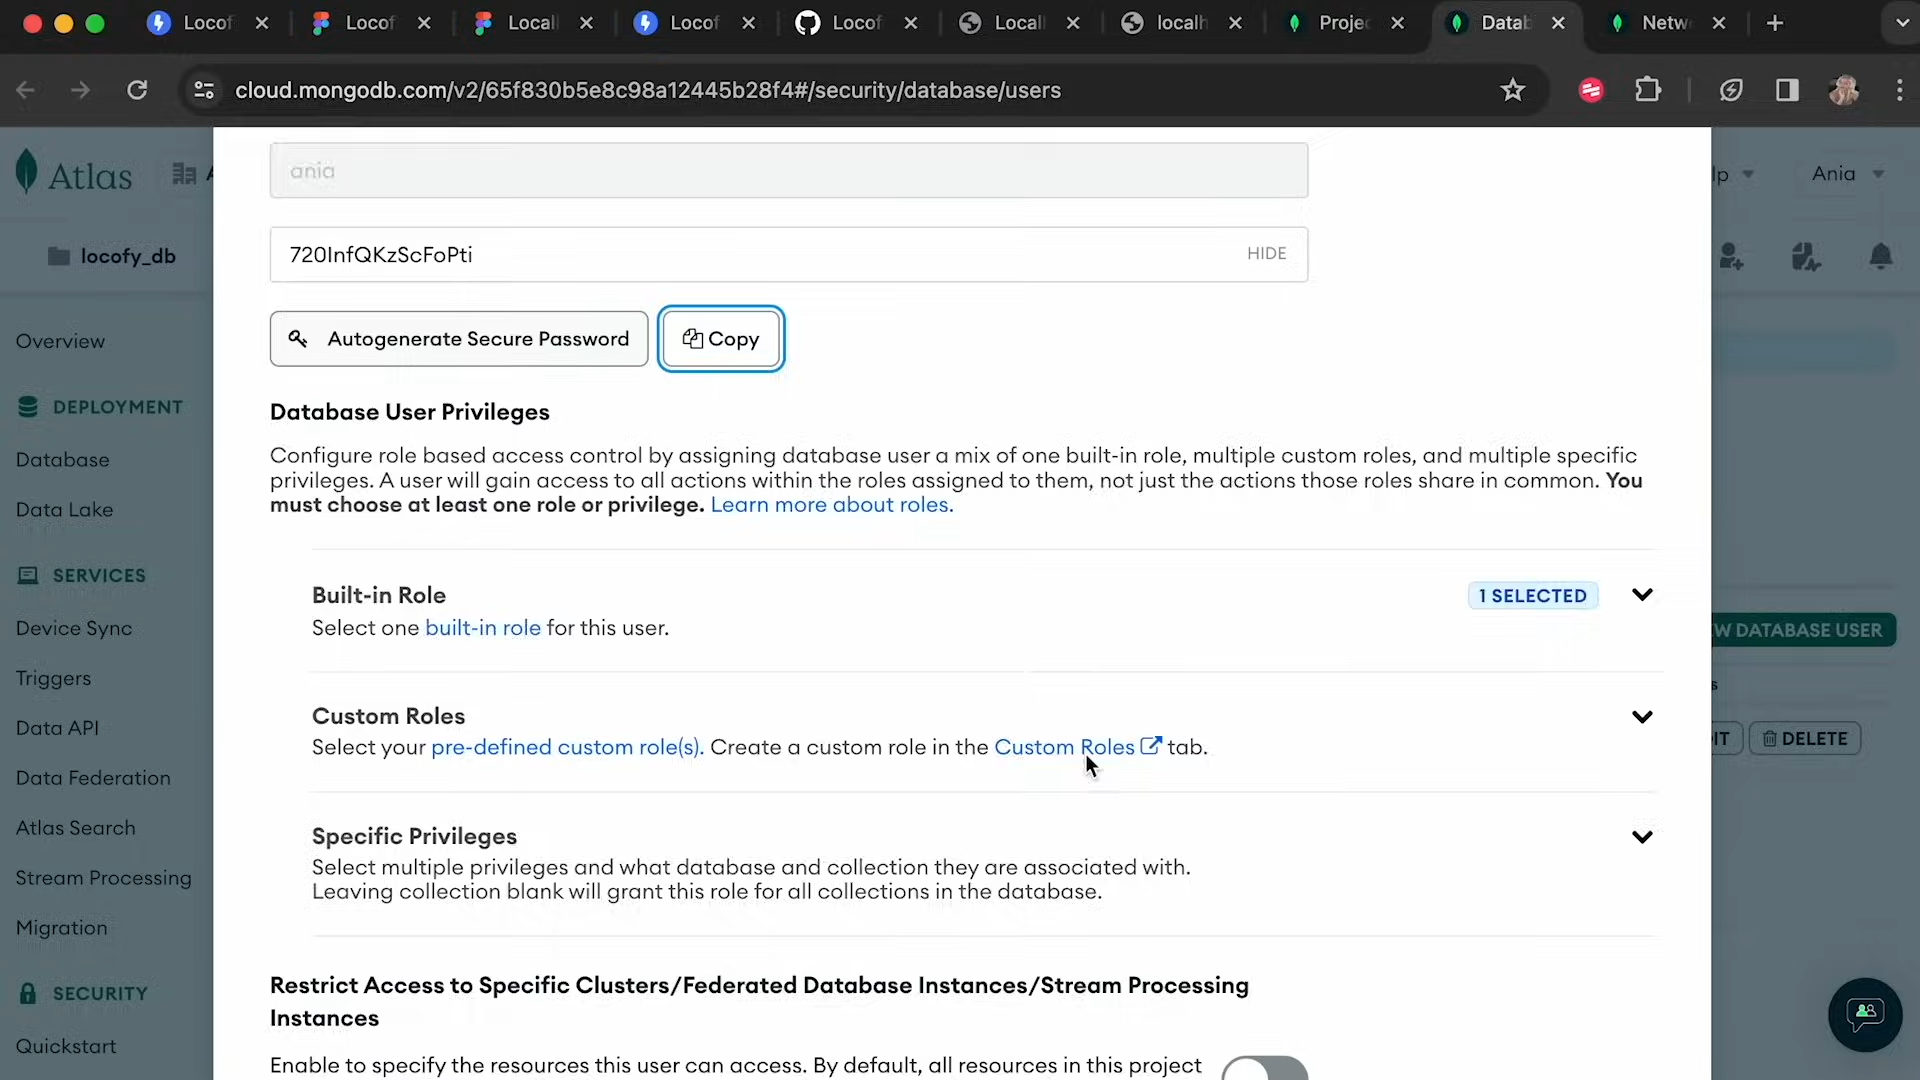 Locof
Locof
Locall
Locof
Locof
Locall
localh
Projec
Datab
Netw
cloud.mongodb.com/v2/65f830b5e8c98a12445b28f4#/security/database/users
Atlas
A
lp
Ania
locofy_db
ania
720InfQKzScFoPti
HIDE
Autogenerate Secure Password
Copy
Overview
DEPLOYMENT
Database
Data Lake
SERVICES
Device Sync
Triggers
Data API
Data Federation
Atlas Search
Stream Processing
Migration
SECURITY
Quickstart
Database User Privileges
Configure role based access control by assigning database user a mix of one built-in role, multiple custom roles, and multiple specific
privileges. A user will gain access to all actions within the roles assigned to them, not just the actions those roles share in common. You
must choose at least one role or privilege. Learn more about roles.
Built-in Role
1 SELECTED
Select one built-in role for this user.
Custom Roles
Select your pre-defined custom role(s). Create a custom role in the Custom Roles tab.
Specific Privileges
Select multiple privileges and what database and collection they are associated with.
Leaving collection blank will grant this role for all collections in the database.
Restrict Access to Specific Clusters/Federated Database Instances/Stream Processing
Instances
Enable to specify the resources this user can access. By default, all resources in this project
W DATABASE USER
s
IT
DELETE